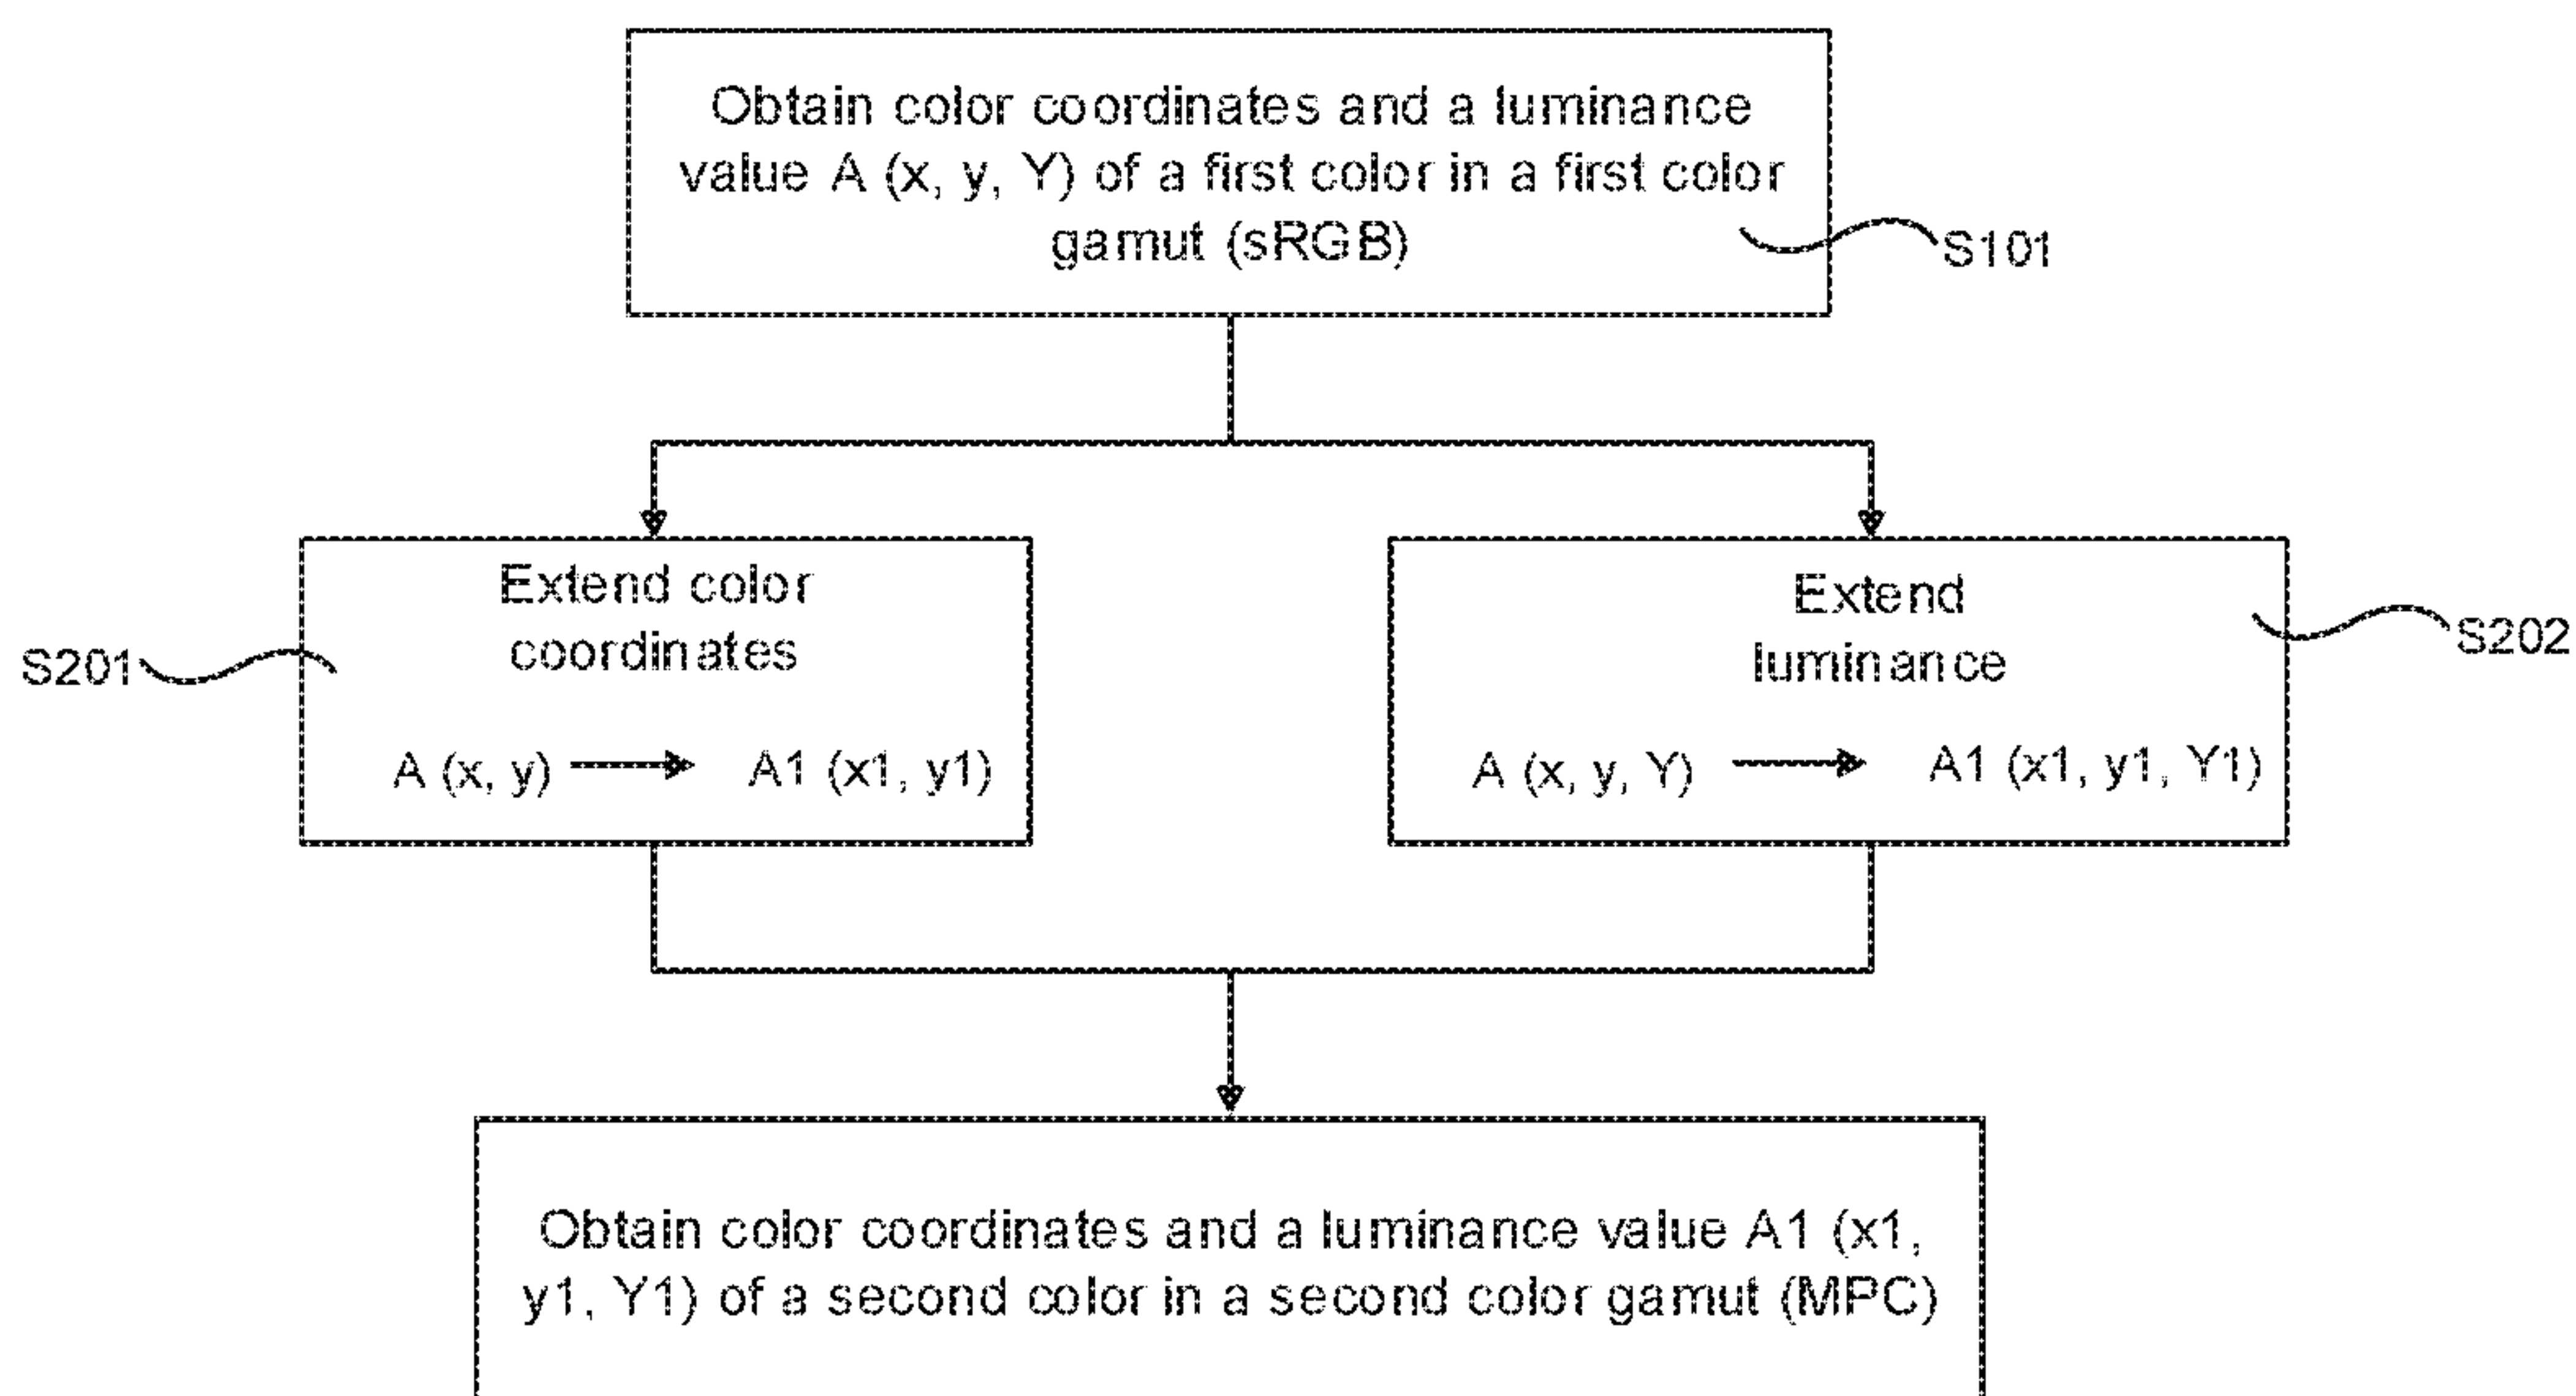 Obtain color coordinates and a luminance
value A (x, y, Y) of a first color in a first color
gamut (sRGB)
S101
Extend color
coordinates
A (x, y) → A1 (x1, y1)
S201
Extend
luminance
A (x, y, Y) → A1 (x1, y1, Y1)
S202
Obtain color coordinates and a luminance value A1 (x1,
y1, Y1) of a second color in a second color gamut (MPC)